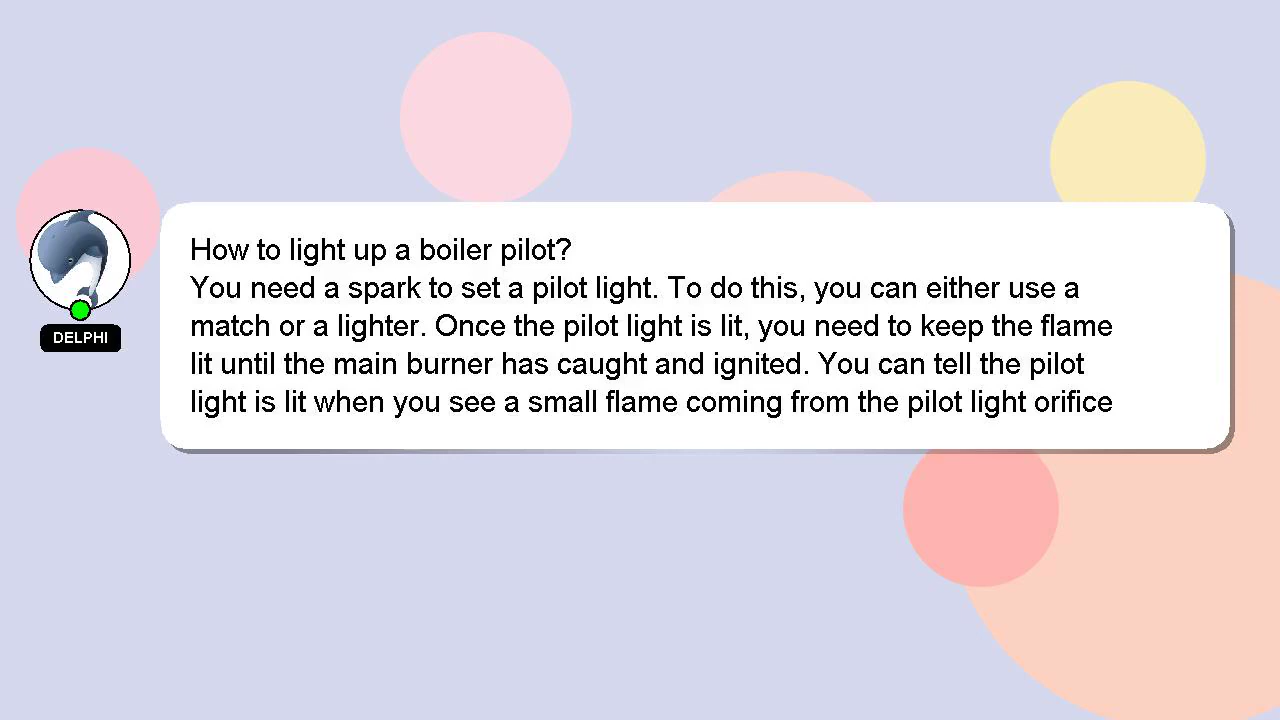 How to light up a boiler pilot?
You need a spark to set a pilot light. To do this, you can either use a
match or a lighter. Once the pilot light is lit, you need to keep the flame
lit until the main burner has caught and ignited. You can tell the pilot
light is lit when you see a small flame coming from the pilot light orifice
DELPHI